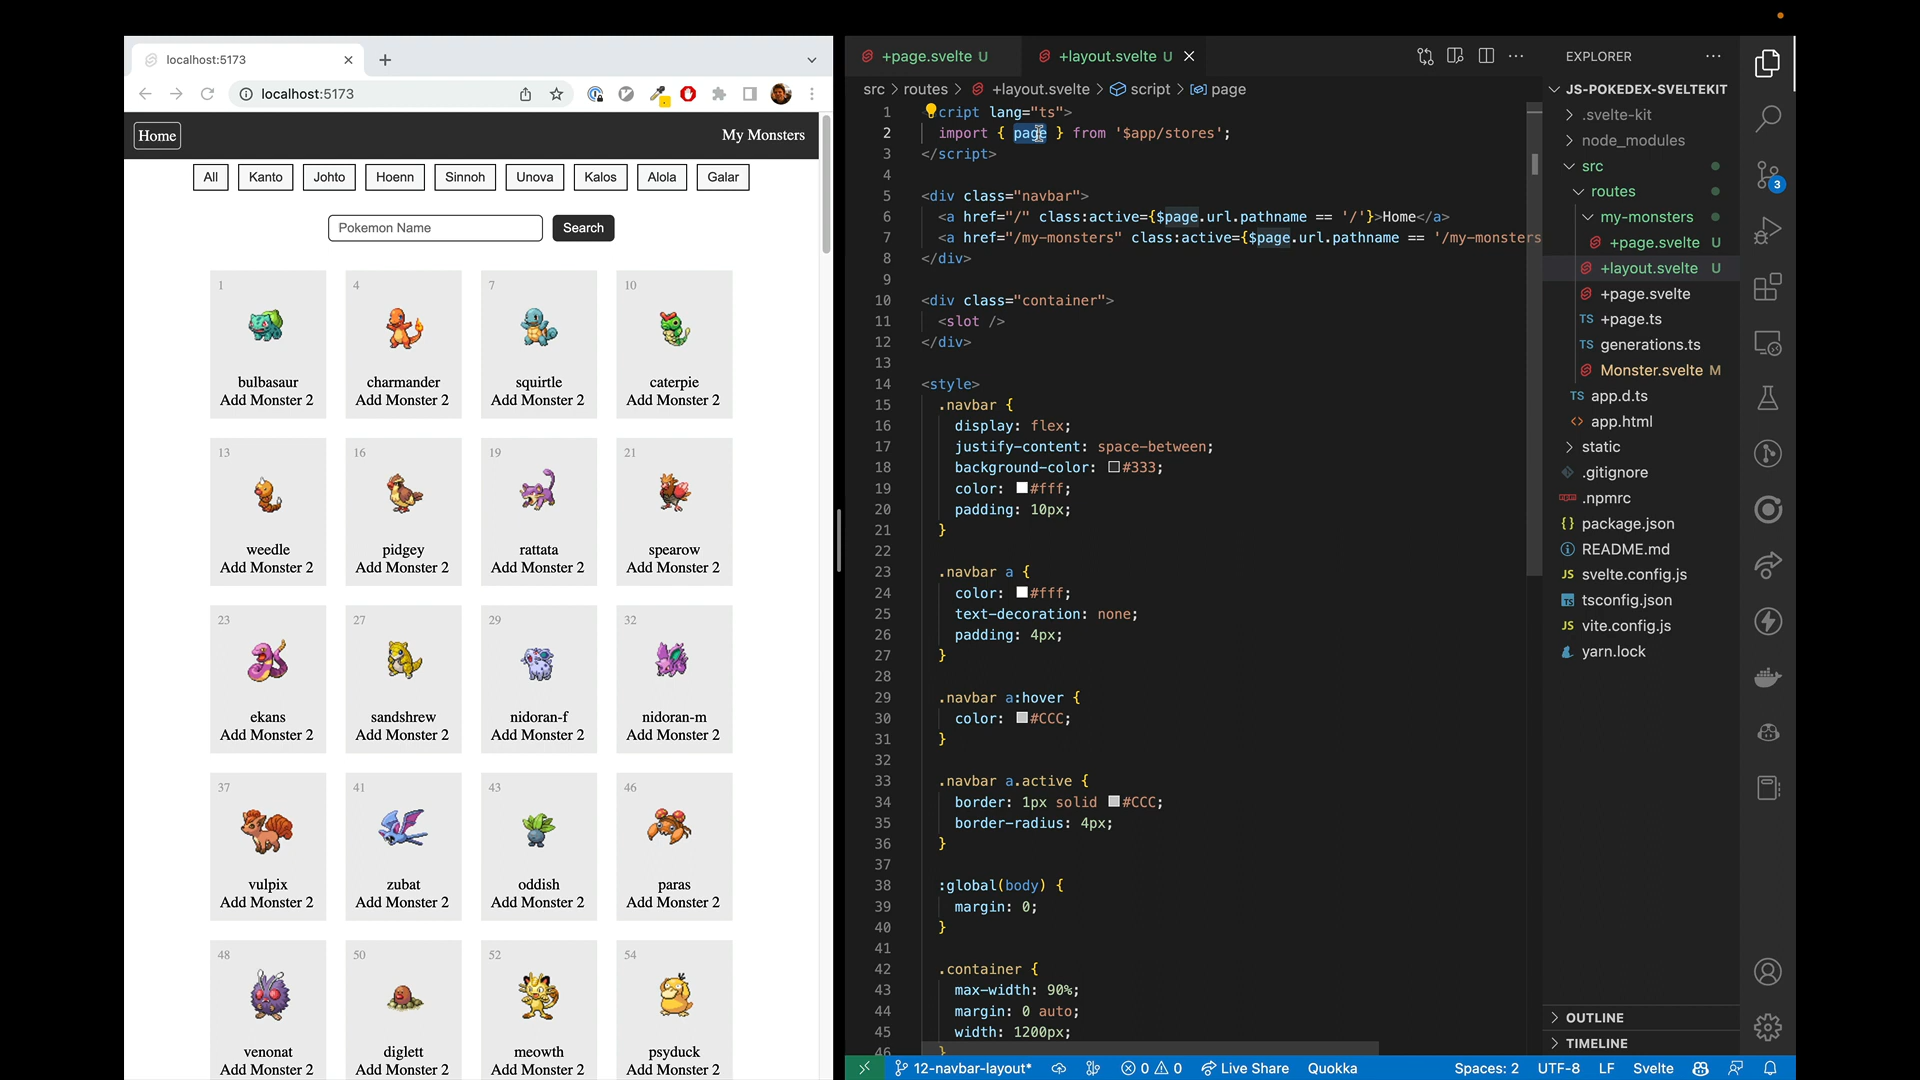 localhost:5173
localhost:5173
Home
My Monsters
All
Kanto
Johto
Hoenn
Sinnoh
Unova
Kalos
Alola
Galar
Pokemon Name
Search
1
4
7
10
bulbasaur
charmander
squirtle
caterpie
Add Monster 2
Add Monster 2
Add Monster 2
Add Monster 2
13
16
19
21
weedle
pidgey
rattata
spearow
Add Monster 2
Add Monster 2
Add Monster 2
Add Monster 2
23
27
29
32
ekans
sandshrew
nidoran-f
nidoran-m
Add Monster 2
Add Monster 2
Add Monster 2
Add Monster 2
37
41
43
46
vulpix
zubat
oddish
paras
Add Monster 2
Add Monster 2
Add Monster 2
Add Monster 2
48
50
52
54
venonat
diglett
meowth
psyduck
Add Monster 2
Add Monster 2
Add Monster 2
Add Monster 2
+page.svelte U
+layout.svelte U
src > routes > +layout.svelte > script > page
1 cript lang="ts">
2 import { page } from '$app/stores';
3 </script>
4
5 <div class="navbar">
6 <a href="/" class:active={$page.url.pathname == '/'}>Home</a>
7 <a href="/my-monsters" class:active={$page.url.pathname == '/my-monsters
8 </div>
9
10 <div class="container">
11 <slot />
12 </div>
13
14 <style>
15 .navbar {
16 display: flex;
17 justify-content: space-between;
18 background-color: #333;
19 color: #fff;
20 padding: 10px;
21 }
22
23 .navbar a {
24 color: #fff;
25 text-decoration: none;
26 padding: 4px;
27 }
28
29 .navbar a:hover {
30 color: #CCC;
31 }
32
33 .navbar a.active {
34 border: 1px solid #CCC;
35 border-radius: 4px;
36 }
37
38 :global(body) {
39 margin: 0;
40 }
41
42 .container {
43 max-width: 90%;
44 margin: 0 auto;
45 width: 1200px;
46 }
EXPLORER
JS-POKEDEX-SVELTEKIT
.svelte-kit
node_modules
src
routes
my-monsters
+page.svelte U
+layout.svelte U
+page.svelte
TS +page.ts
TS generations.ts
Monster.svelte M
TS app.d.ts
app.html
static
.gitignore
.npmrc
package.json
README.md
JS svelte.config.js
TS tsconfig.json
JS vite.config.js
yarn.lock
OUTLINE
TIMELINE
3
12-navbar-layout*
0
0
Live Share
Quokka
Spaces: 2
UTF-8
LF
Svelte